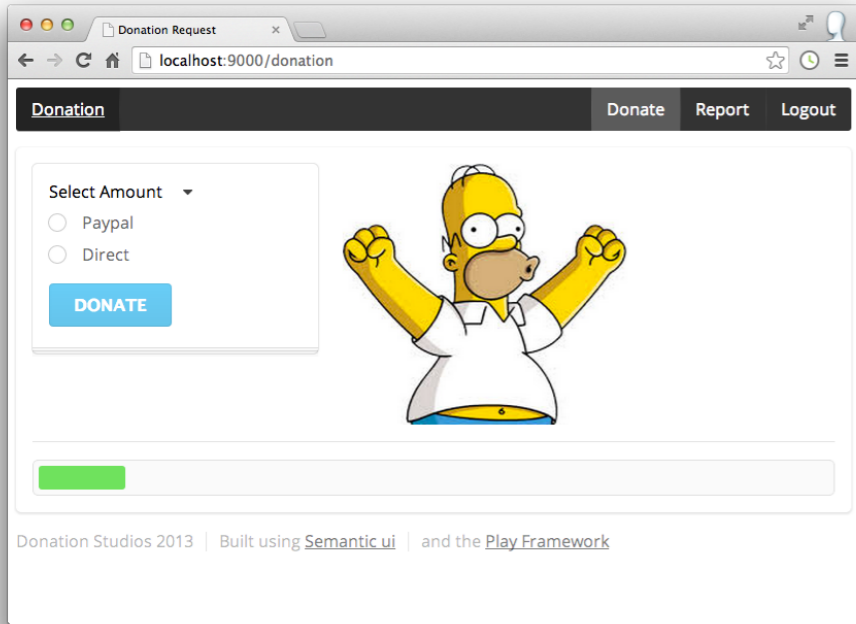 Donation Request
localhost:9000/donation
Donation Donate Report Logout
Select Amount
Paypal
Direct
DONATE
Donation Studios 2013 Built using Semantic ui and the Play Framework